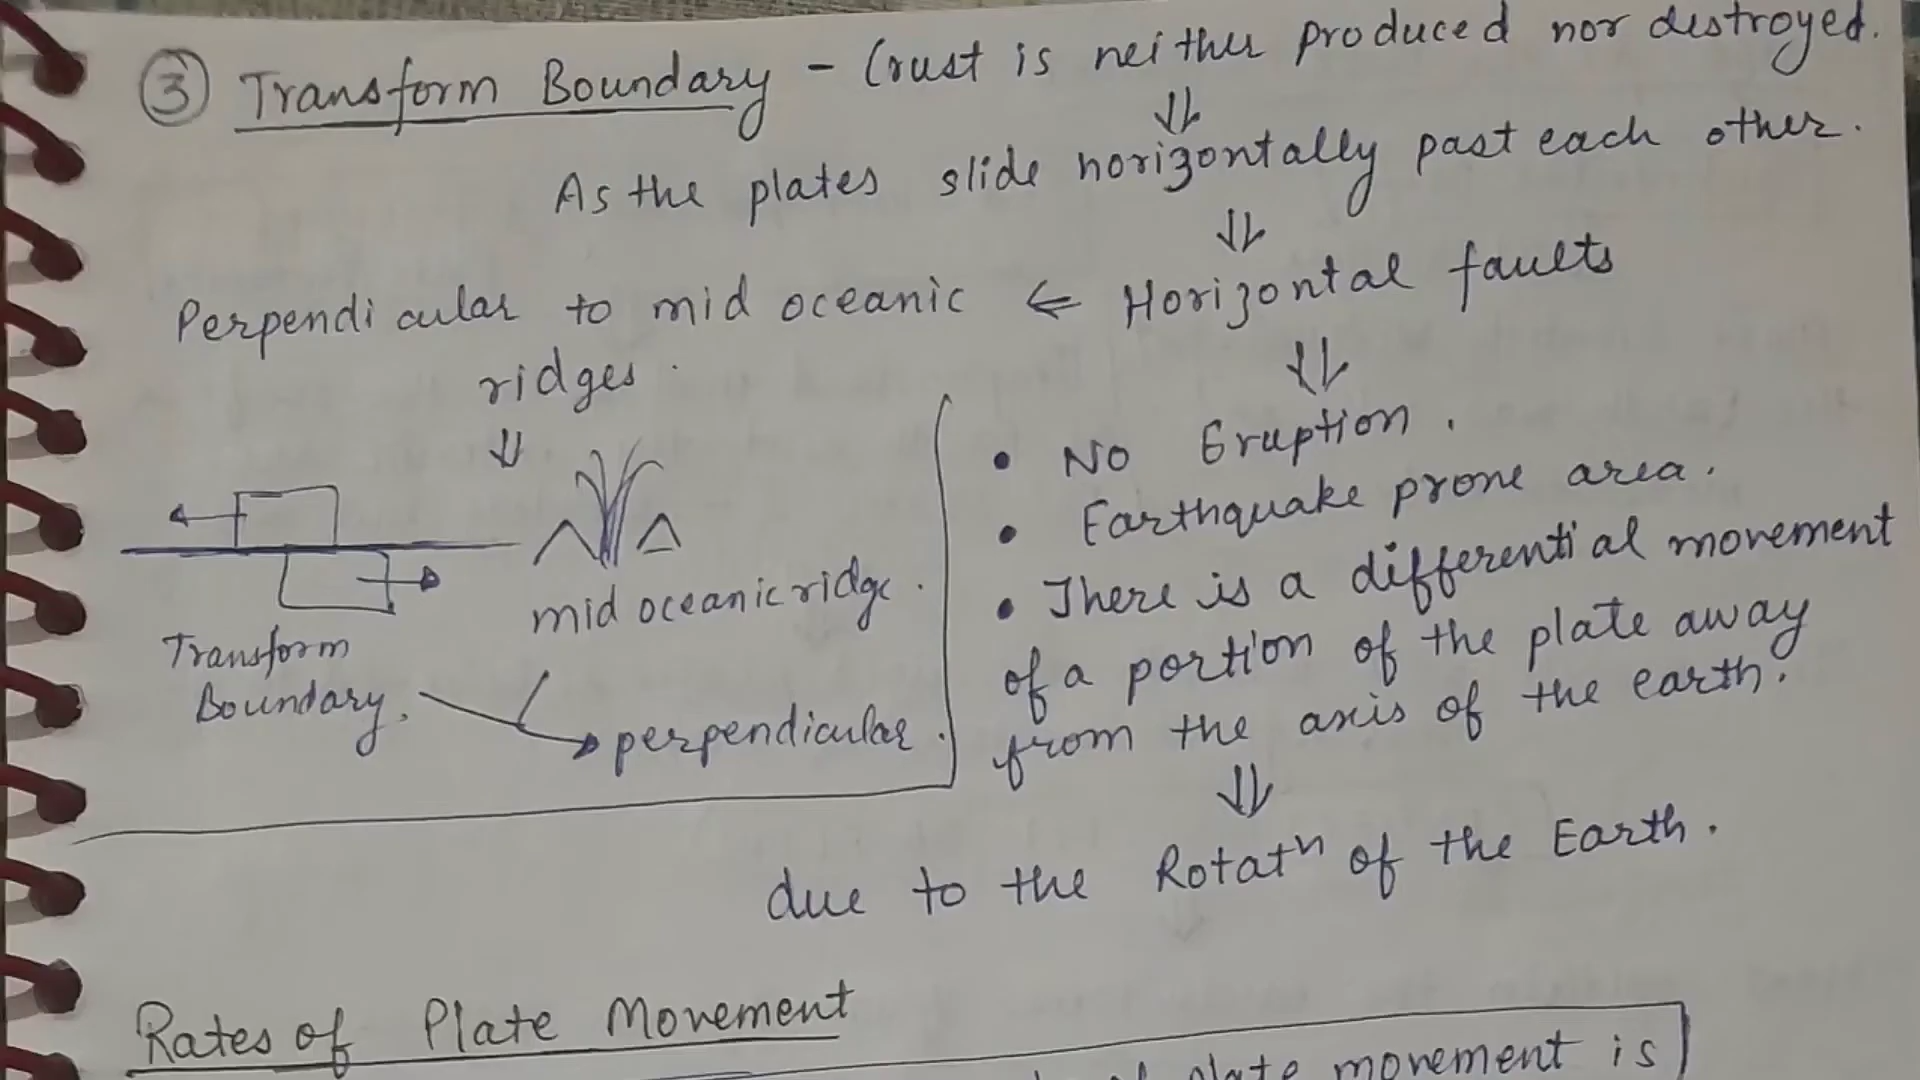 ③ Transform Boundary - Crust is neither produced nor destroyed.
⇓
As the plates slide horizontally past each other.
⇓
Perpendicular to mid oceanic ⇐ Horizontal faults
ridges.
⇓
⇓
• No Eruption.
• Earthquake prone area.
• There is a differential movement
of a portion of the plate away
from the axis of the earth.
mid oceanic ridge.
Transform
Boundary.
perpendicular.
⇓
due to the Rotatⁿ of the Earth.
Rates of Plate Movement
plate movement is